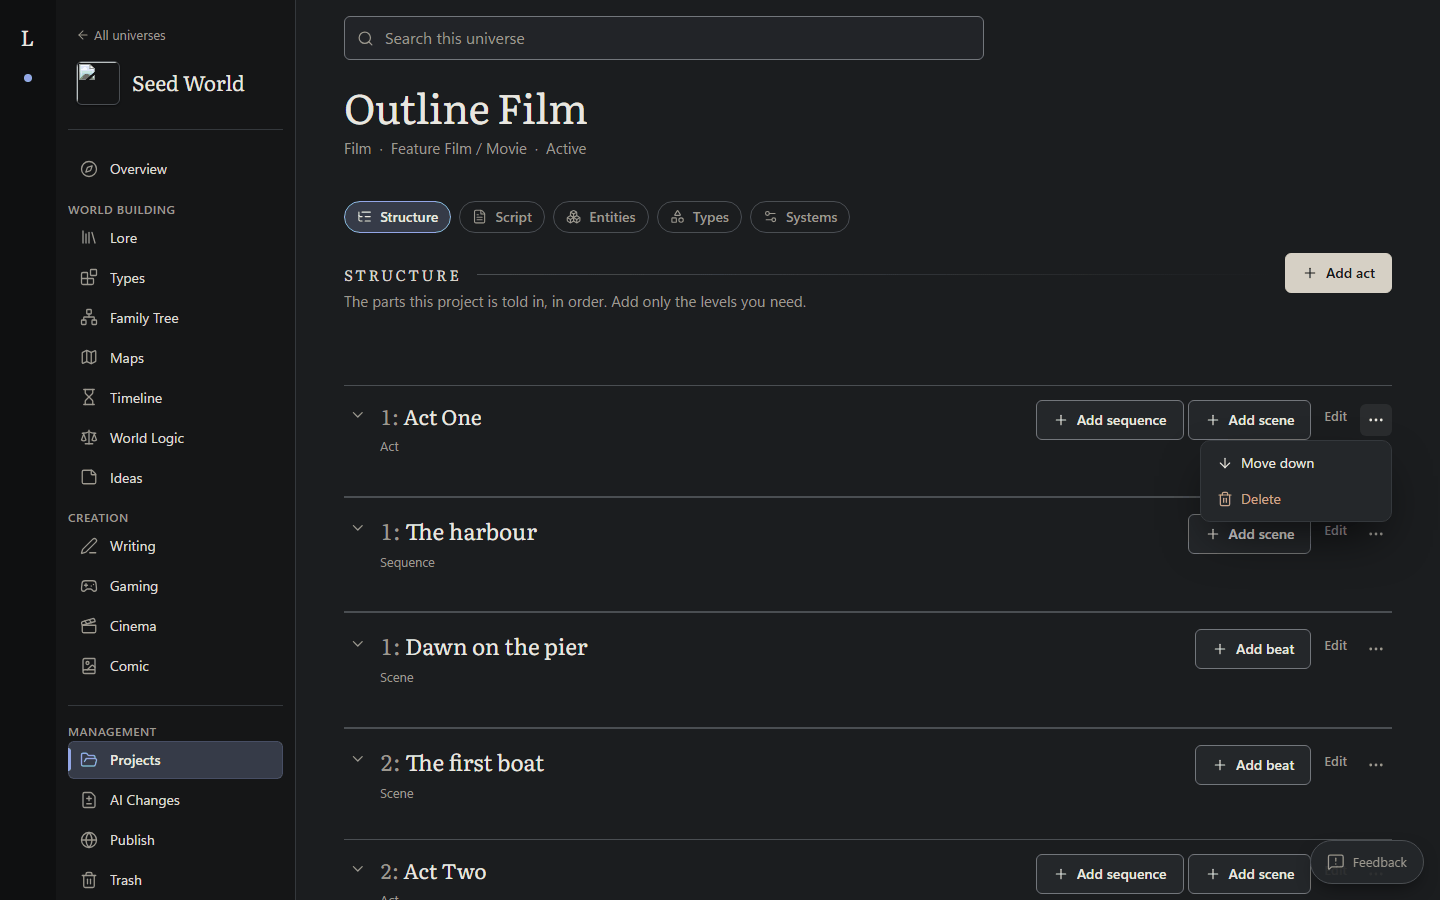 L
All universes
Seed World
Overview
WORLD BUILDING
Lore
Types
Family Tree
Maps
Timeline
World Logic
Ideas
CREATION
Writing
Gaming
Cinema
Comic
MANAGEMENT
Projects
AI Changes
Publish
Trash
Search this universe
Outline Film
Film · Feature Film / Movie · Active
Structure Script Entities Types Systems
STRUCTURE
Add act
The parts this project is told in, in order. Add only the levels you need.
1: Act One
Act
Add sequence Add scene Edit
Move down
Delete
1: The harbour
Sequence
Add scene Edit
1: Dawn on the pier
Scene
Add beat Edit
2: The first boat
Scene
Add beat Edit
2: Act Two
Act
Add sequence Add scene
Feedback